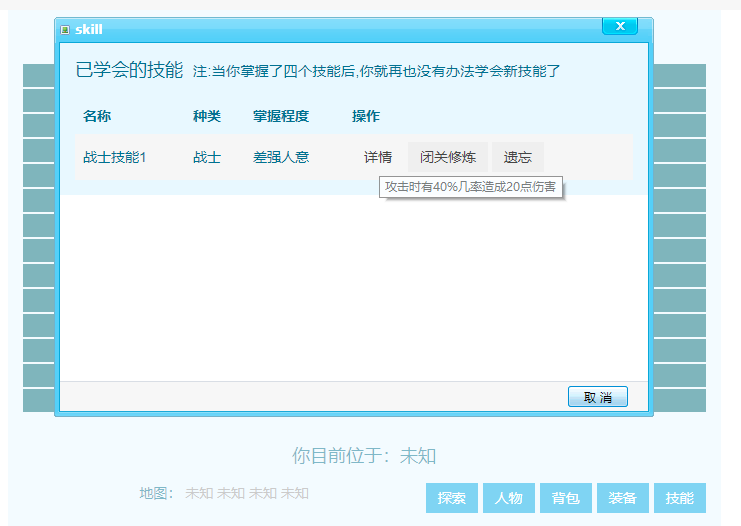 skill
已学会的技能 注:当你掌握了四个技能后,你就再也没有办法学会新技能了
名称 种类 掌握程度 操作
战士技能1 战士 差强人意 详情 闭关修炼 遗忘
攻击时有40%几率造成20点伤害
取 消
你目前位于：未知
地图： 未知 未知 未知 未知
探索 人物 背包 装备 技能